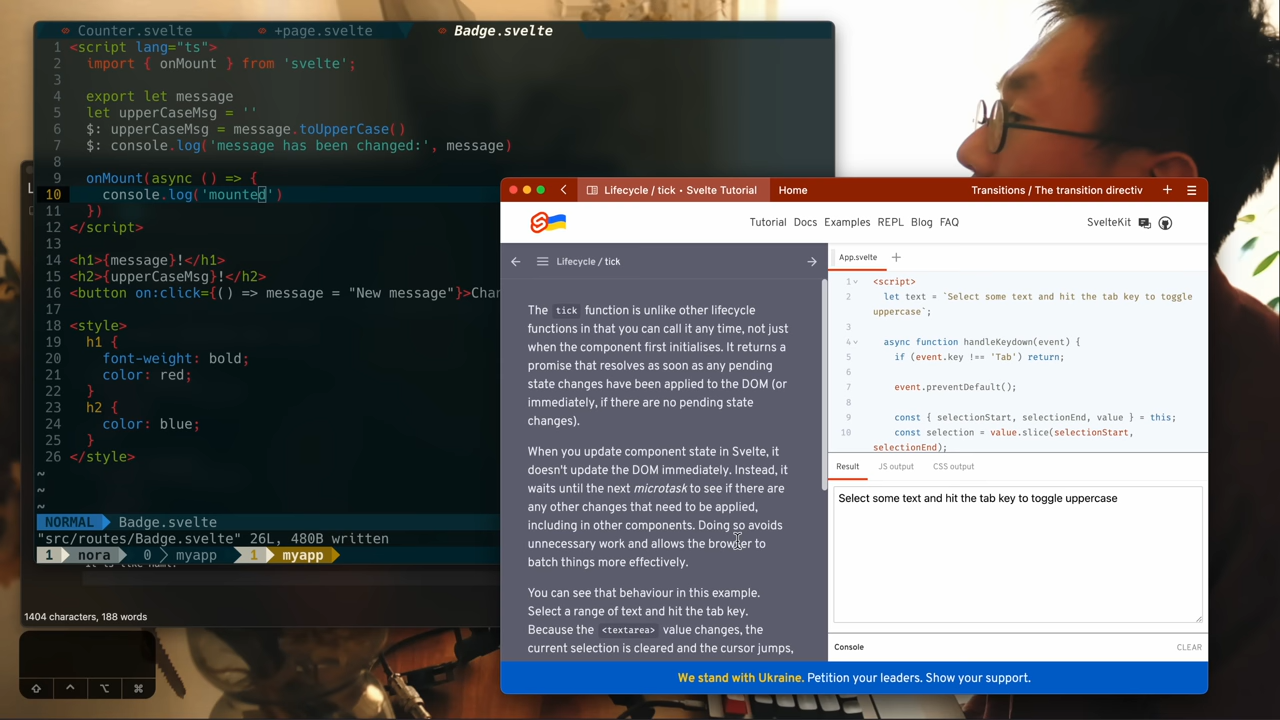 Counter.svelte
+page.svelte
Badge.svelte
1 <script lang="ts">
2 import { onMount } from 'svelte';
3
4 export let message
5 let upperCaseMsg = ''
6 $: upperCaseMsg = message.toUpperCase()
7 $: console.log('message has been changed:', message)
8
9 onMount(async () => {
10 console.log('mounted')
11 })
12 </script>
13
14 <h1>{message}!</h1>
15 <h2>{upperCaseMsg}!</h2>
16 <button on:click={() => message = "New message"}>Chan
17
18 <style>
19 h1 {
20 font-weight: bold;
21 color: red;
22 }
23 h2 {
24 color: blue;
25 }
26 </style>
~
~
~
NORMAL Badge.svelte
"src/routes/Badge.svelte" 26L, 480B written
1 nora 0 myapp 1 myapp
1404 characters, 188 words
Lifecycle / tick • Svelte Tutorial
Home
Transitions / The transition directiv
Tutorial Docs Examples REPL Blog FAQ
SvelteKit
Lifecycle / tick
The tick function is unlike other lifecycle
functions in that you can call it any time, not just
when the component first initialises. It returns a
promise that resolves as soon as any pending
state changes have been applied to the DOM (or
immediately, if there are no pending state
changes).
When you update component state in Svelte, it
doesn't update the DOM immediately. Instead, it
waits until the next microtask to see if there are
any other changes that need to be applied,
including in other components. Doing so avoids
unnecessary work and allows the browser to
batch things more effectively.
You can see that behaviour in this example.
Select a range of text and hit the tab key.
Because the <textarea> value changes, the
current selection is cleared and the cursor jumps,
App.svelte +
1 <script>
2 let text = `Select some text and hit the tab key to toggle
uppercase`;
3
4 async function handleKeydown(event) {
5 if (event.key !== 'Tab') return;
6
7 event.preventDefault();
8
9 const { selectionStart, selectionEnd, value } = this;
10 const selection = value.slice(selectionStart,
selectionEnd);
Result JS output CSS output
Select some text and hit the tab key to toggle uppercase
Console
CLEAR
We stand with Ukraine. Petition your leaders. Show your support.